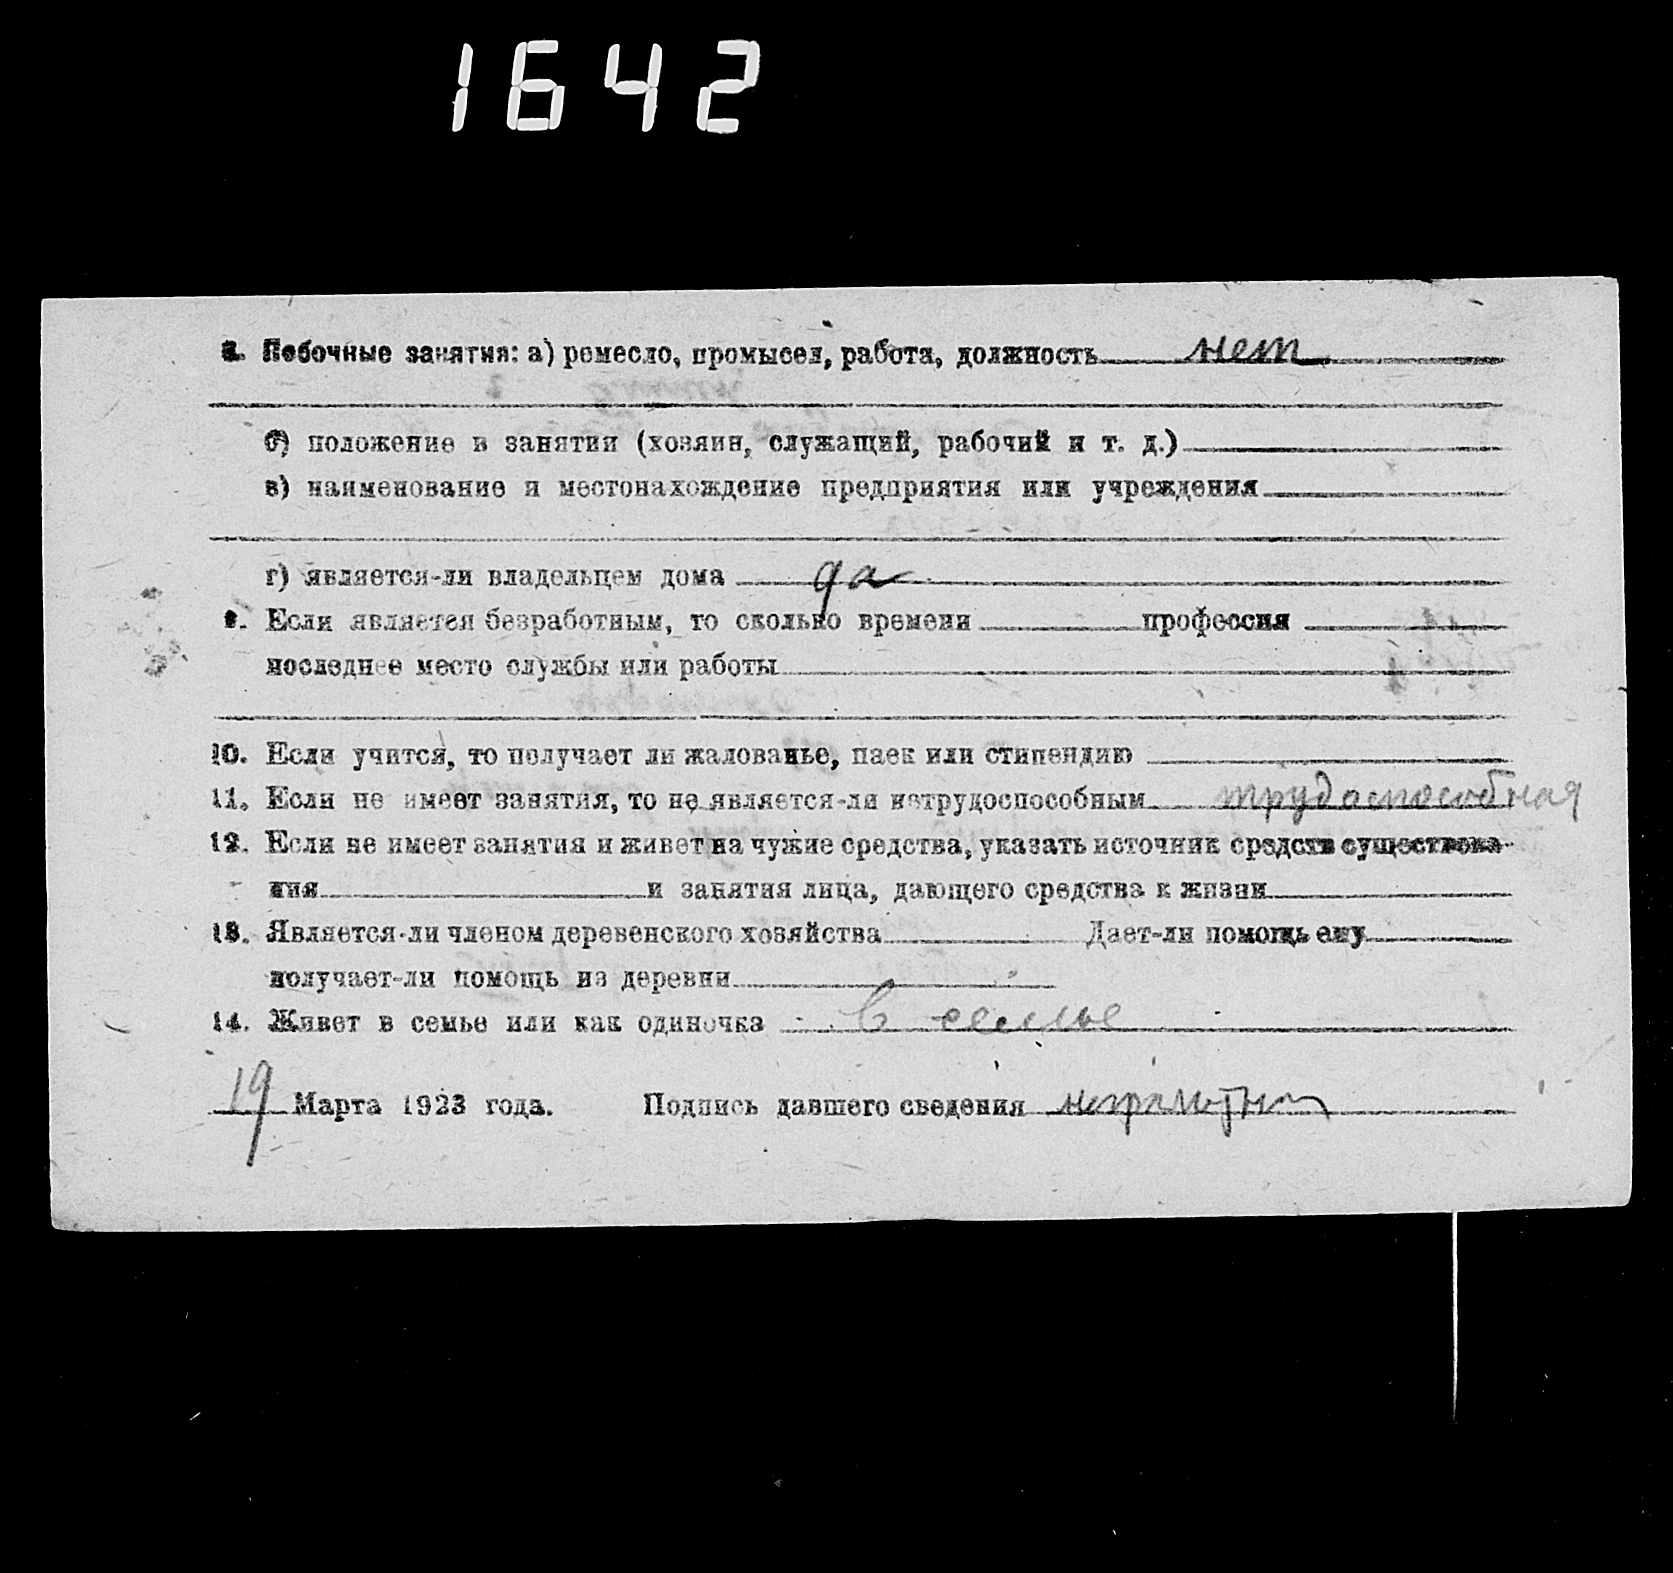 1642
8. Побочные занятия: а) ремесло, промысел, работа, должность нет
б) положение в занятии (хозяин, служащий, рабочий и т. д.)
в) наименование и местонахождение предприятия или учреждения
г) является-ли владельцем дома да
9. Если является безработным, то сколько времени профессия
последнее место службы или работы
10. Если учится, то получает ли жалованье, паек или стипендию
11. Если не имеет занятия, то не является-ли нетрудоспособным трудоспособная
12. Если не имеет занятия и живет на чужие средства, указать источник средств существова-
ния и занятия лица, дающего средства к жизни
13. Является-ли членом деревенского хозяйства Дает-ли помощь ему
получает-ли помощь из деревни
14. Живет в семье или как одиночка в семье
19 Марта 1923 года. Подпись давшего сведения неграмотна